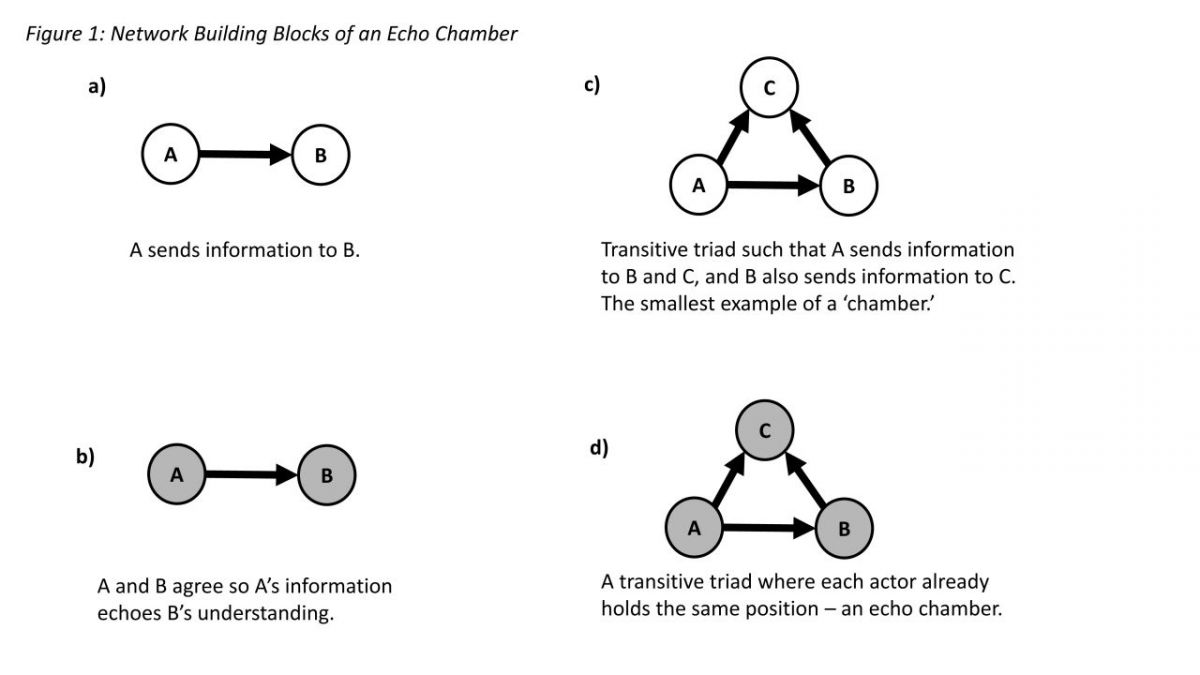 Figure 1: Network Building Blocks of an Echo Chamber
a)
A
B
A sends information to B.
b)
A
B
A and B agree so A’s information
echoes B’s understanding.
c)
C
A
B
Transitive triad such that A sends information
to B and C, and B also sends information to C.
The smallest example of a ‘chamber.’
d)
C
A
B
A transitive triad where each actor already
holds the same position – an echo chamber.